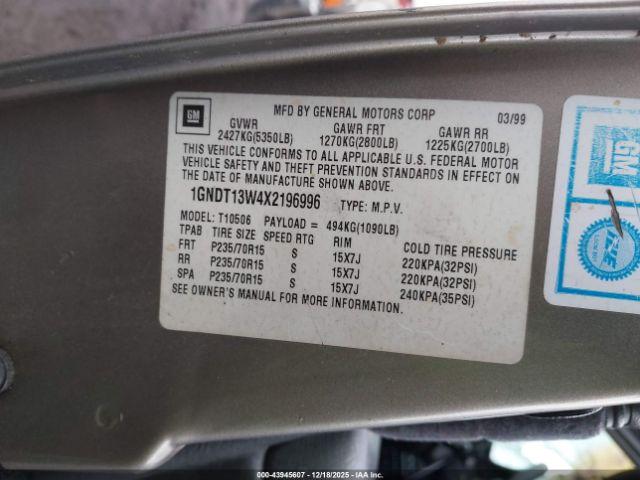 GM
MFD BY GENERAL MOTORS CORP 03/99
GVWR GAWR FRT GAWR RR
2427KG(5350LB) 1270KG(2800LB) 1225KG(2700LB)
THIS VEHICLE CONFORMS TO ALL APPLICABLE U.S. FEDERAL MOTOR
VEHICLE SAFETY AND THEFT PREVENTION STANDARDS IN EFFECT ON
THE DATE OF MANUFACTURE SHOWN ABOVE.
1GNDT13W4X2196996 TYPE: M.P.V.
MODEL: T10506 PAYLOAD = 494KG(1090LB)
TPAB TIRE SIZE SPEED RTG RIM COLD TIRE PRESSURE
FRT P235/70R15 S 15X7J 220KPA(32PSI)
RR P235/70R15 S 15X7J 220KPA(32PSI)
SPA P235/70R15 S 15X7J 240KPA(35PSI)
SEE OWNER'S MANUAL FOR MORE INFORMATION.
GM
000-43945607 - 12/18/2025 - IAAI.COM